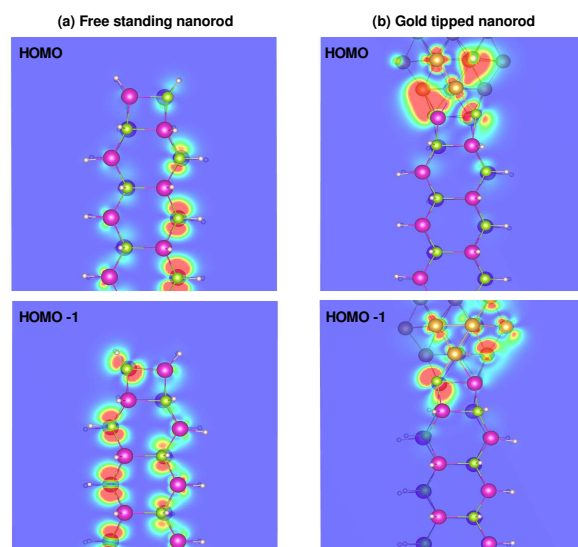 (a) Free standing nanorod
(b) Gold tipped nanorod
HOMO
HOMO
HOMO -1
HOMO -1